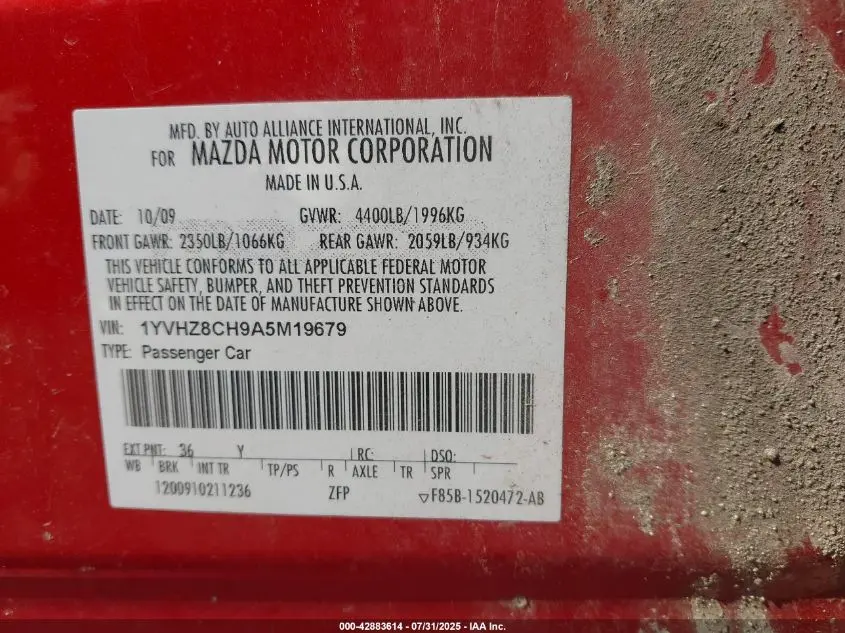 MFD. BY AUTO ALLIANCE INTERNATIONAL, INC.
FOR MAZDA MOTOR CORPORATION
MADE IN U.S.A.
DATE: 10/09 GVWR: 4400LB/1996KG
FRONT GAWR: 2350LB/1066KG REAR GAWR: 2059LB/934KG
THIS VEHICLE CONFORMS TO ALL APPLICABLE FEDERAL MOTOR
VEHICLE SAFETY, BUMPER, AND THEFT PREVENTION STANDARDS
IN EFFECT ON THE DATE OF MANUFACTURE SHOWN ABOVE.
VIN: 1YVHZ8CH9A5M19679
TYPE: Passenger Car
EXT PNT: 36 Y RC: DSO:
WB BRK INT TR TP/PS R AXLE TR SPR
1200910211236 ZFP ▽F85B-1520472-AB
000-42883614 - 07/31/2025 - IAA Inc.